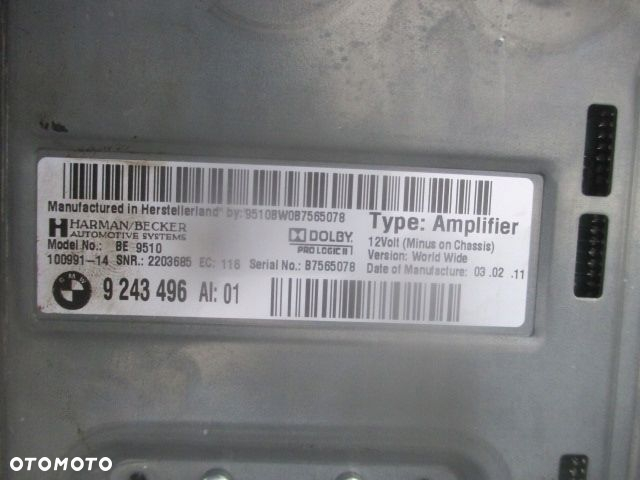 Manufactured in Herstellerland by: 9510BW0B7565078
HARMAN/BECKER
AUTOMOTIVE SYSTEMS
Model No.: BE 9510
100991-14 SNR.: 2203685 EC: 118 Serial No.: B7565078
DOLBY
PRO LOGIC II
Type: Amplifier
12Volt (Minus on Chassis)
Version: World Wide
Date of Manufacture: 03 .02 .11
BMW
9 243 496 AI: 01
OTOMOTO